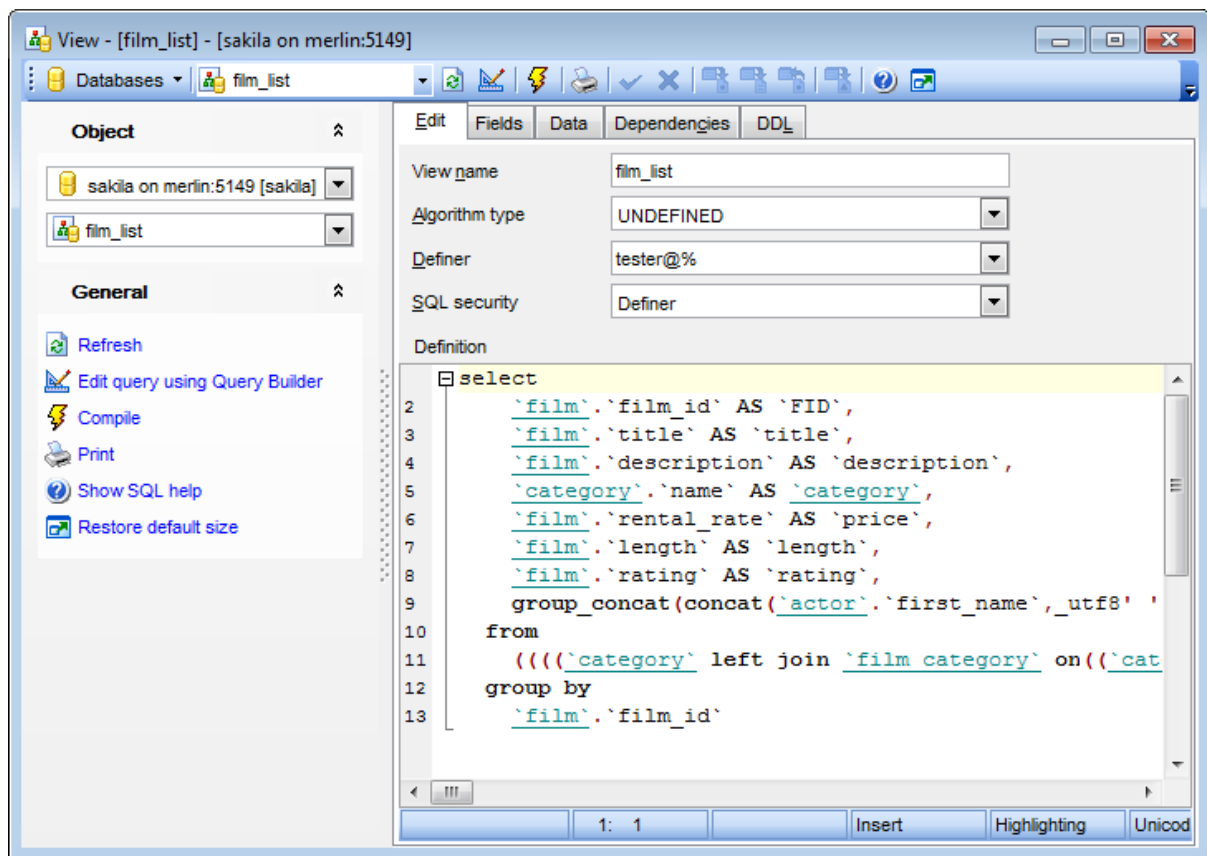 View - [film_list] - [sakila on merlin:5149]
Databases film_list
Object
sakila on merlin:5149 [sakila]
film_list
General
Refresh
Edit query using Query Builder
Compile
Print
Show SQL help
Restore default size
Edit Fields Data Dependencies DDL
View name film_list
Algorithm type UNDEFINED
Definer tester@%
SQL security Definer
Definition
select
2 `film`.`film_id` AS `FID`,
3 `film`.`title` AS `title`,
4 `film`.`description` AS `description`,
5 `category`.`name` AS `category`,
6 `film`.`rental_rate` AS `price`,
7 `film`.`length` AS `length`,
8 `film`.`rating` AS `rating`,
9 group_concat(concat(`actor`.`first_name`,_utf8' '
10 from
11 ((((`category` left join `film_category` on((`cat
12 group by
13 `film`.`film_id`
1: 1 Insert Highlighting Unicod